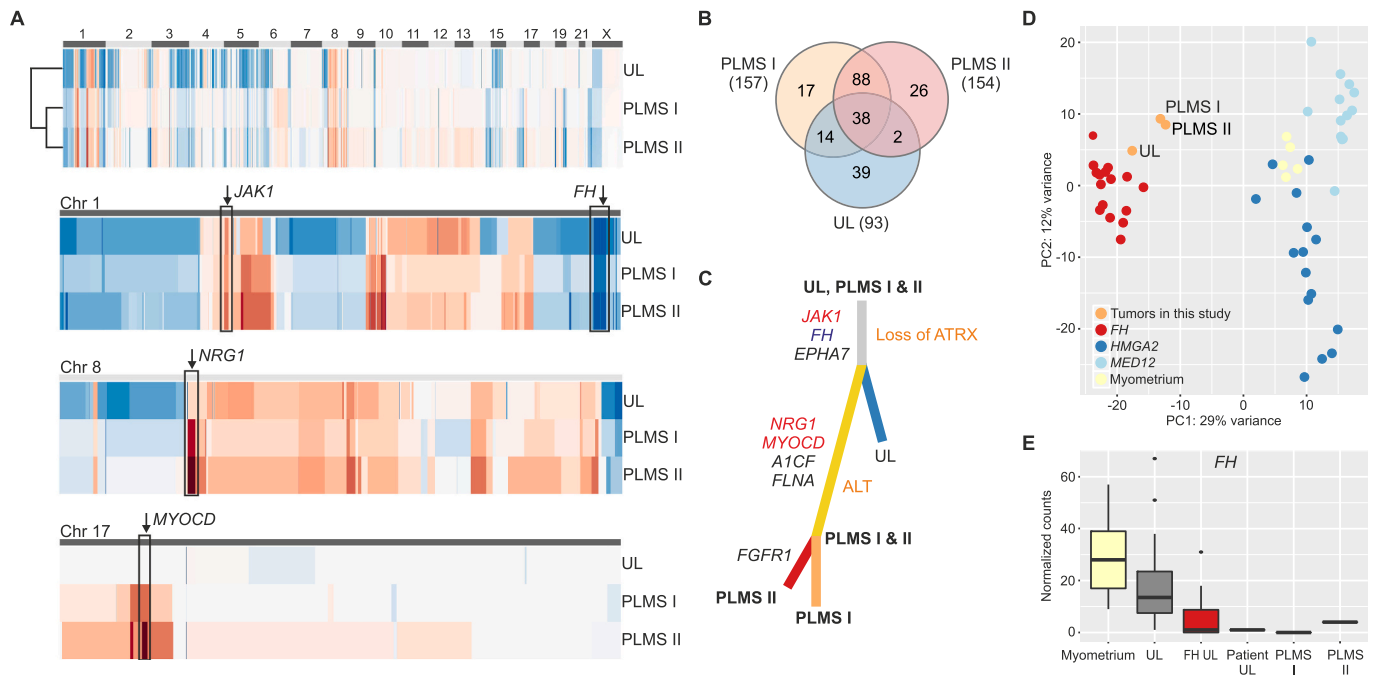 A
1 2 3 4 5 6 7 8 9 10 11 12 13 15 17 19 21 X
UL
PLMS I
PLMS II
JAK1
FH
Chr 1
UL
PLMS I
PLMS II
NRG1
Chr 8
UL
PLMS I
PLMS II
MYOCD
Chr 17
UL
PLMS I
PLMS II
B
PLMS I
(157)
PLMS II
(154)
17
88
26
38
14
2
39
UL (93)
C
UL, PLMS I & II
JAK1
FH
EPHA7
Loss of ATRX
NRG1
MYOCD
A1CF
FLNA
UL
ALT
PLMS I & II
FGFR1
PLMS II
PLMS I
D
20
10
0
-10
-20
PC2: 12% variance
PLMS I
PLMS II
UL
Tumors in this study
FH
HMGA2
MED12
Myometrium
-20 -10 0 10
PC1: 29% variance
E
FH
60
40
20
0
Normalized counts
Myometrium
UL
FH UL
Patient
UL
PLMS
I
PLMS
II